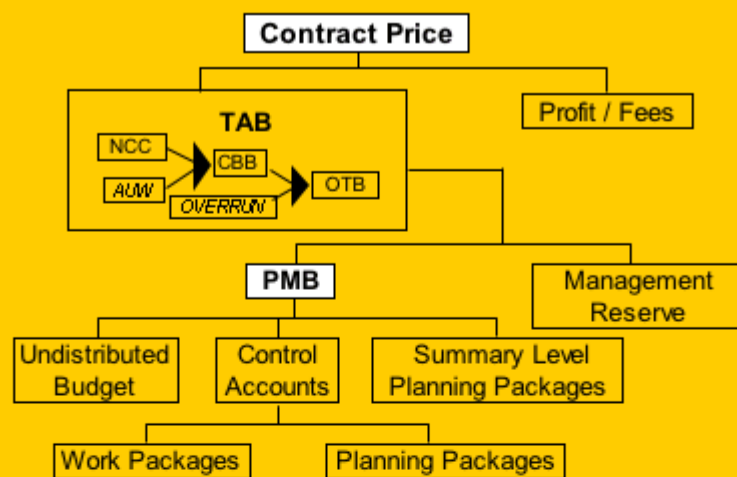 Contract Price
Profit / Fees
TAB
NCC
CBB
AUW
OVERRUN
OTB
PMB
Management
Reserve
Undistributed
Budget
Control
Accounts
Summary Level
Planning Packages
Work Packages
Planning Packages